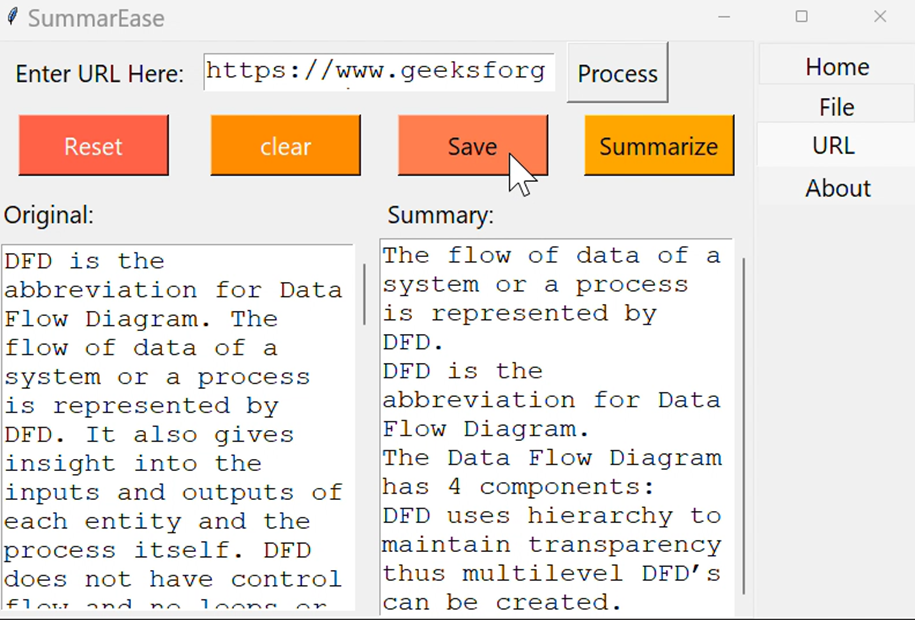 SummarEase
Enter URL Here: https://www.geeksforg Process
Home
File
URL
About
Reset clear Save Summarize
Original:
DFD is the
abbreviation for Data
Flow Diagram. The
flow of data of a
system or a process
is represented by
DFD. It also gives
insight into the
inputs and outputs of
each entity and the
process itself. DFD
does not have control
flow and no loops or
Summary:
The flow of data of a
system or a process
is represented by
DFD.
DFD is the
abbreviation for Data
Flow Diagram.
The Data Flow Diagram
has 4 components:
DFD uses hierarchy to
maintain transparency
thus multilevel DFD’s
can be created.